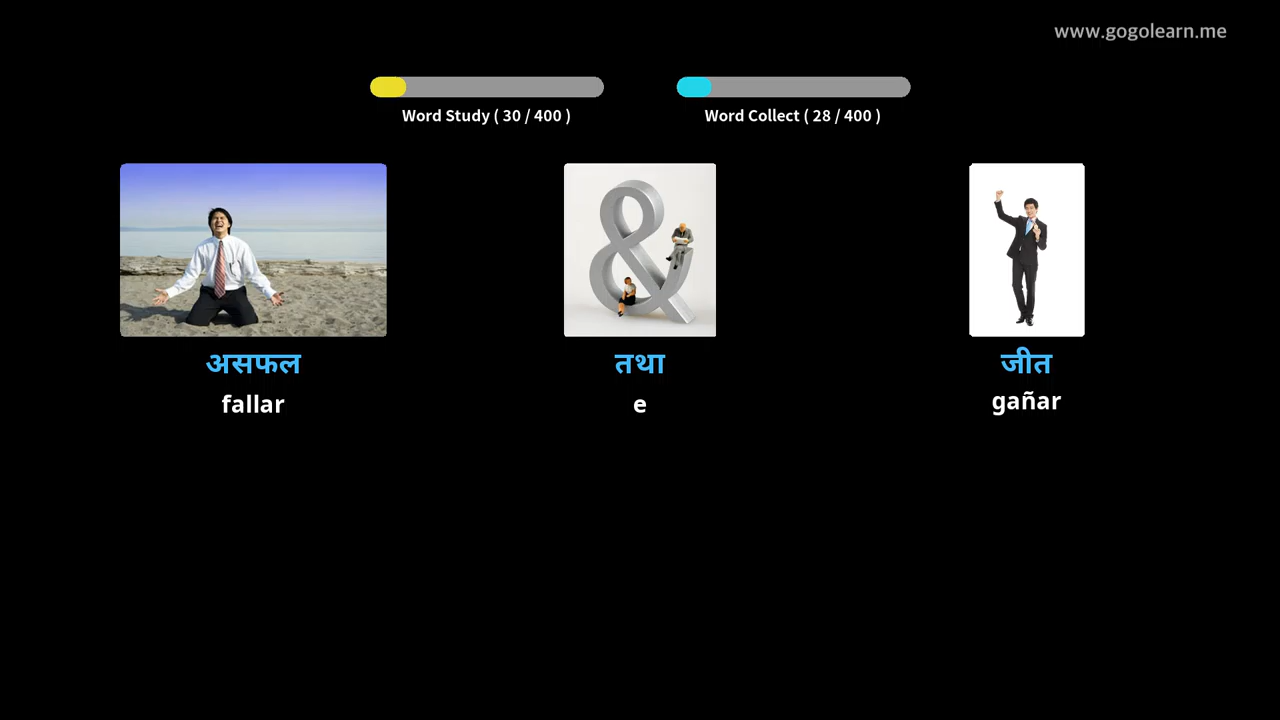 www.gogolearn.me
Word Study ( 30 / 400 )
Word Collect ( 28 / 400 )
असफल
तथा
जीत
fallar
e
gañar